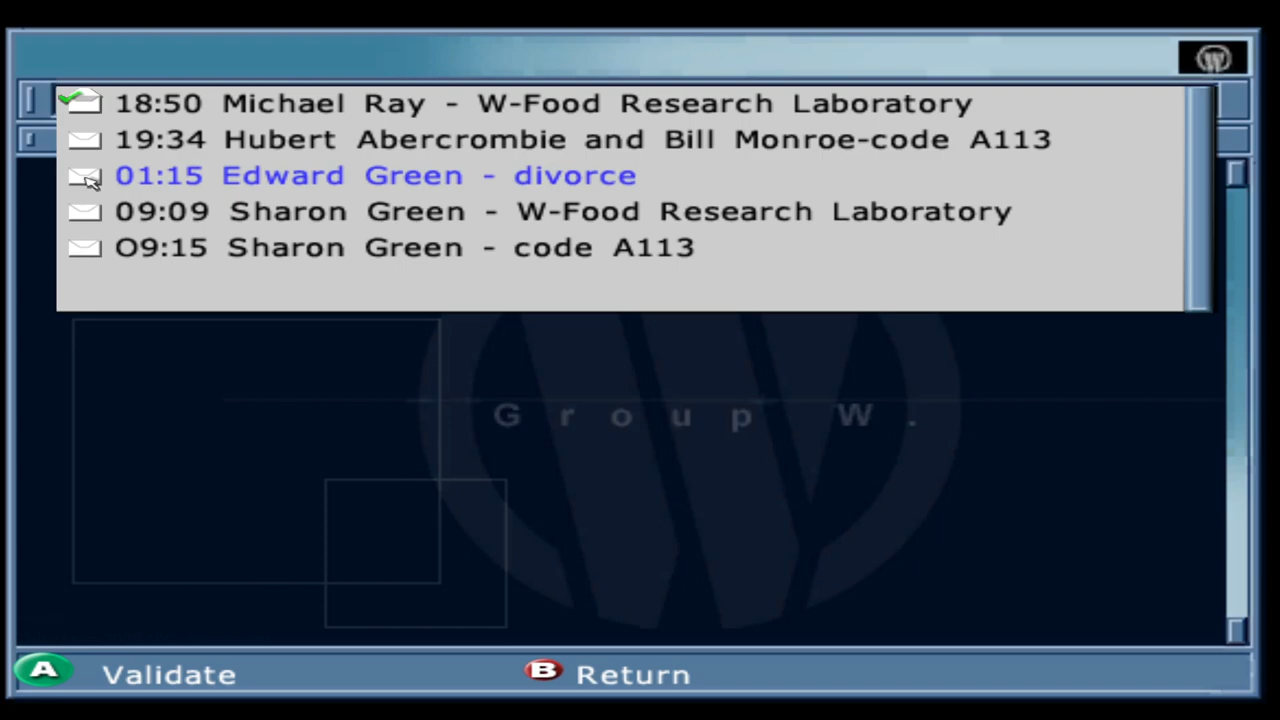 W
18:50 Michael Ray - W-Food Research Laboratory
19:34 Hubert Abercrombie and Bill Monroe-code A113
01:15 Edward Green - divorce
09:09 Sharon Green - W-Food Research Laboratory
O9:15 Sharon Green - code A113
Group W.
A Validate B Return